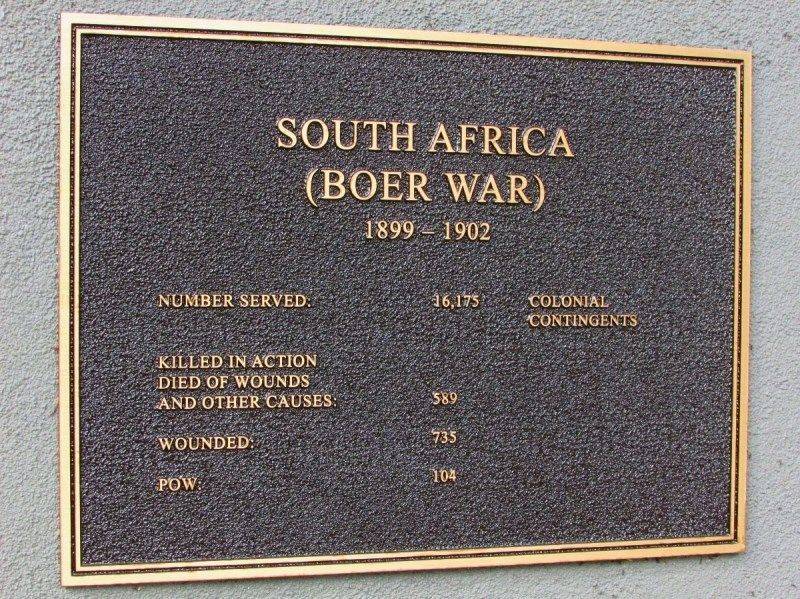 SOUTH AFRICA
(BOER WAR)
1899 – 1902
NUMBER SERVED: 16,175 COLONIAL
CONTINGENTS
KILLED IN ACTION
DIED OF WOUNDS
AND OTHER CAUSES: 589
WOUNDED: 735
POW: 104